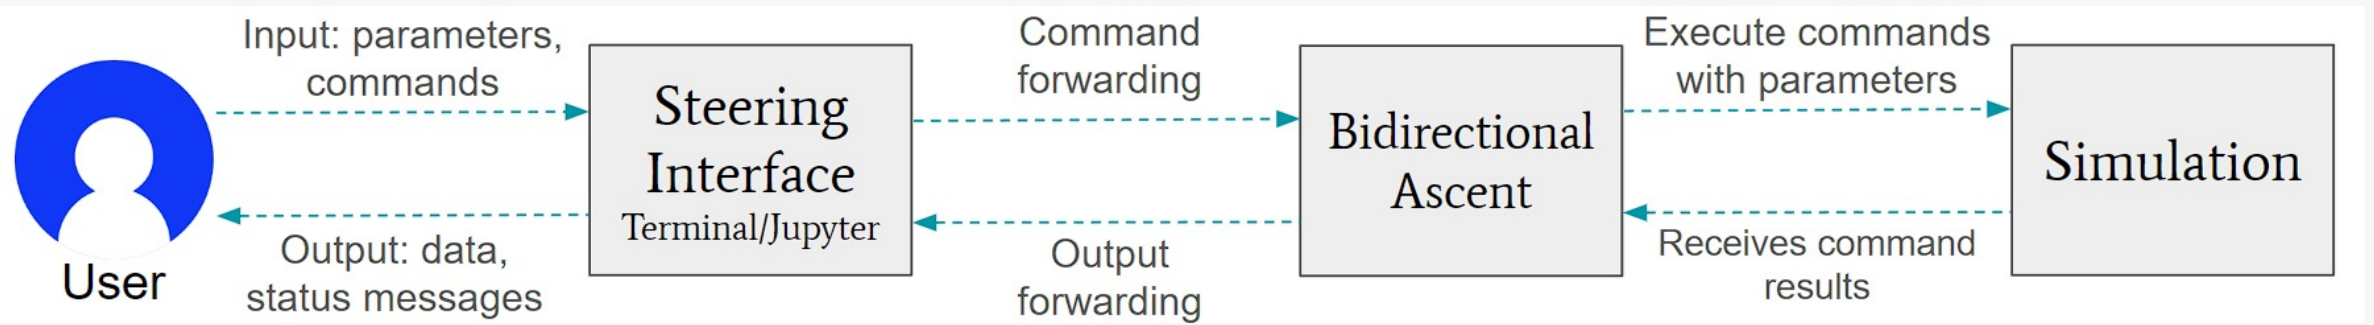 Input: parameters,
commands
Output: data,
status messages
User
Steering
Interface
Terminal/Jupyter
Command
forwarding
Output
forwarding
Bidirectional
Ascent
Execute commands
with parameters
Receives command
results
Simulation